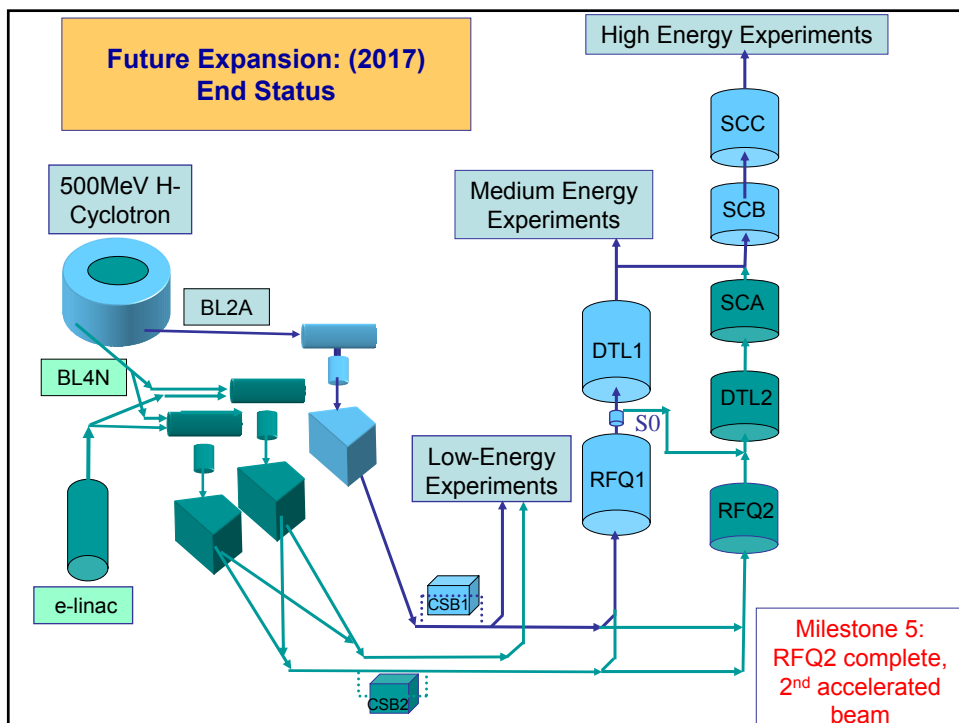 Future Expansion: (2017)
End Status
High Energy Experiments
SCC
500MeV H-
Cyclotron
Medium Energy
Experiments
SCB
BL2A
SCA
DTL1
BL4N
DTL2
S0
Low-Energy
Experiments
RFQ1
RFQ2
e-linac
CSB1
Milestone 5:
RFQ2 complete,
2nd accelerated
beam
CSB2